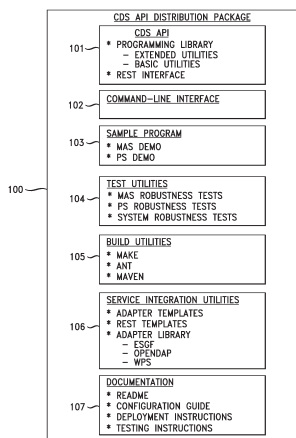 CDS API DISTRIBUTION PACKAGE
100
101
CDS API
* PROGRAMMING LIBRARY
- EXTENDED UTILITIES
- BASIC UTILITIES
* REST INTERFACE
102
COMMAND-LINE INTERFACE
103
SAMPLE PROGRAM
* MAS DEMO
* PS DEMO
104
TEST UTILITIES
* MAS ROBUSTNESS TESTS
* PS ROBUSTNESS TESTS
* SYSTEM ROBUSTNESS TESTS
105
BUILD UTILITIES
* MAKE
* ANT
* MAVEN
106
SERVICE INTEGRATION UTILITIES
* ADAPTER TEMPLATES
* REST TEMPLATES
* ADAPTER LIBRARY
- ESGF
- OPENDAP
- WPS
107
DOCUMENTATION
* README
* CONFIGURATION GUIDE
* DEPLOYMENT INSTRUCTIONS
* TESTING INSTRUCTIONS